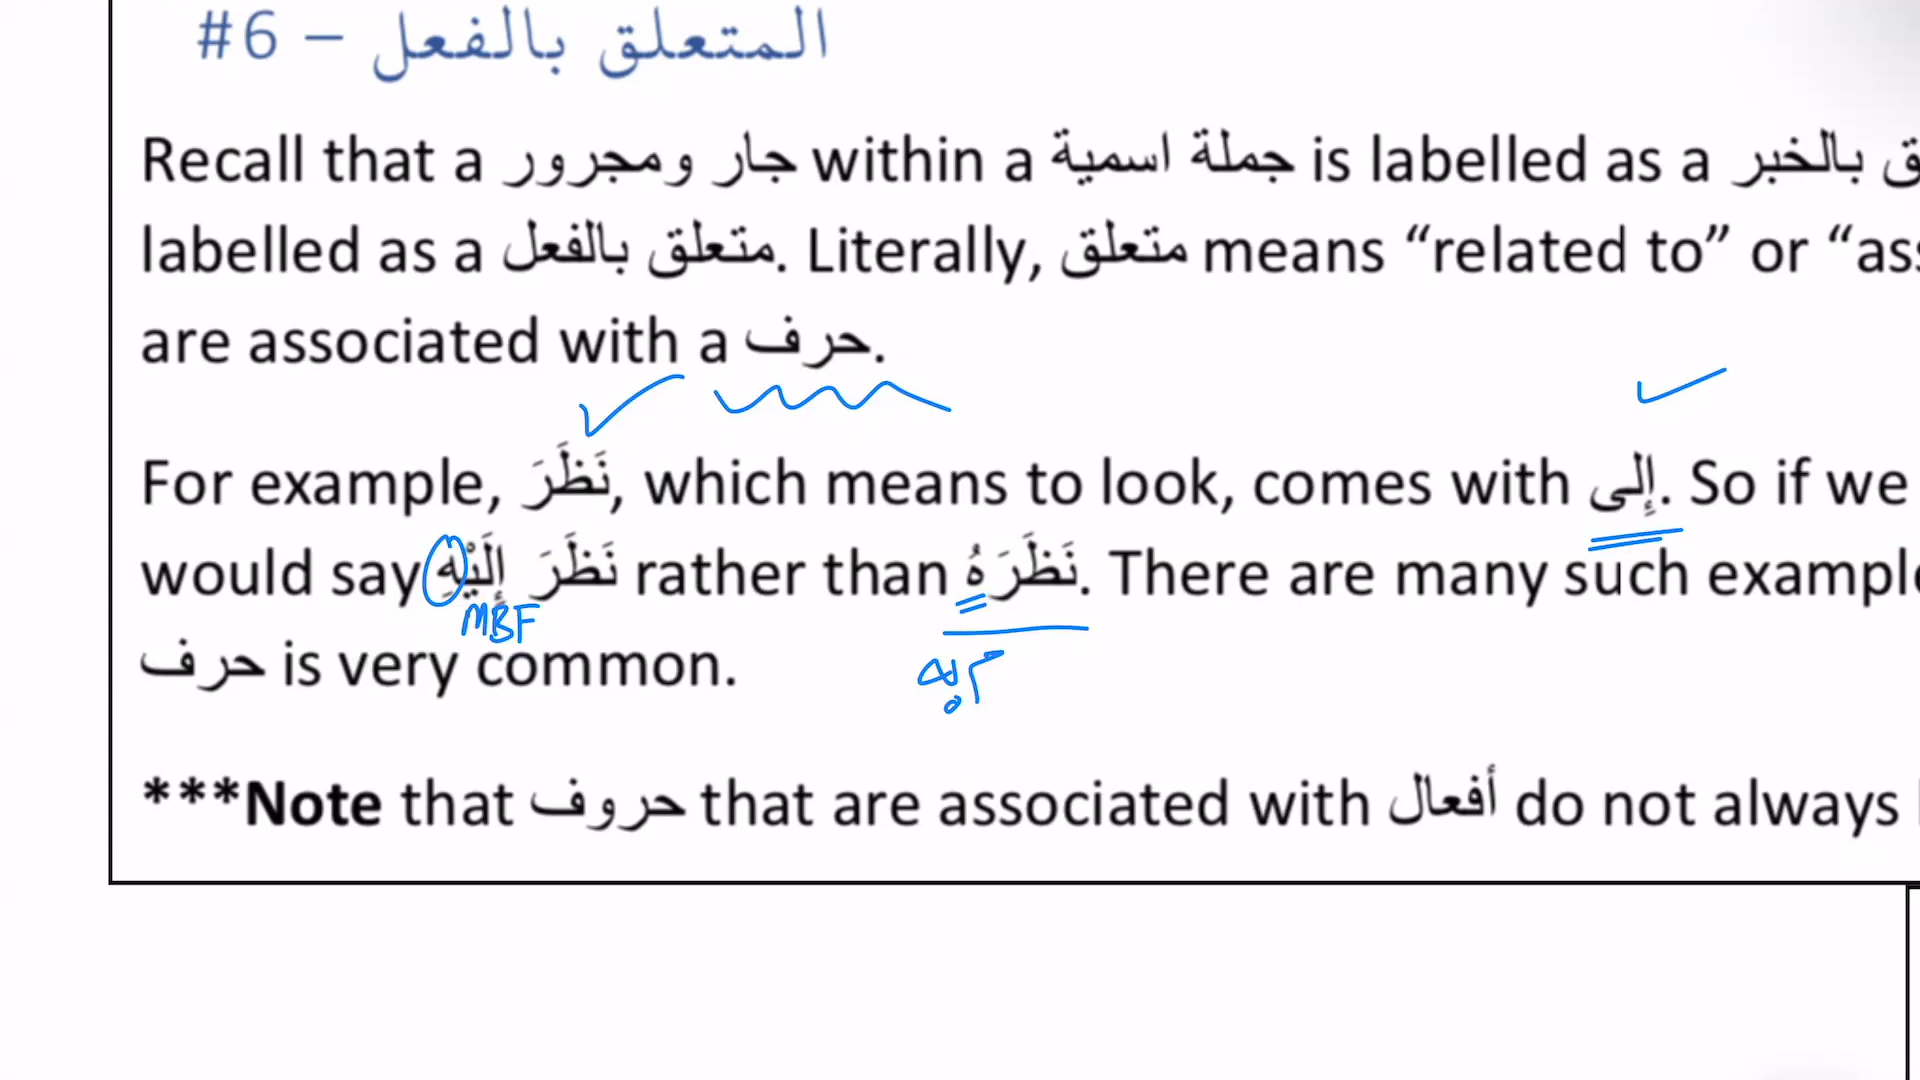 #6 – المتعلق بالفعل
Recall that a جار ومجرور within a جملة اسمية is labelled as a ق بالخبر
labelled as a متعلق بالفعل. Literally, متعلق means “related to” or “ass
are associated with a حرف.
For example, نَظَرَ, which means to look, comes with إِلى. So if we
would say نَظَرَ إِلَيْهِ rather than نَظَرَهُ. There are many such example
MBF
حرف is very common.
***Note that حروف that are associated with أفعال do not always